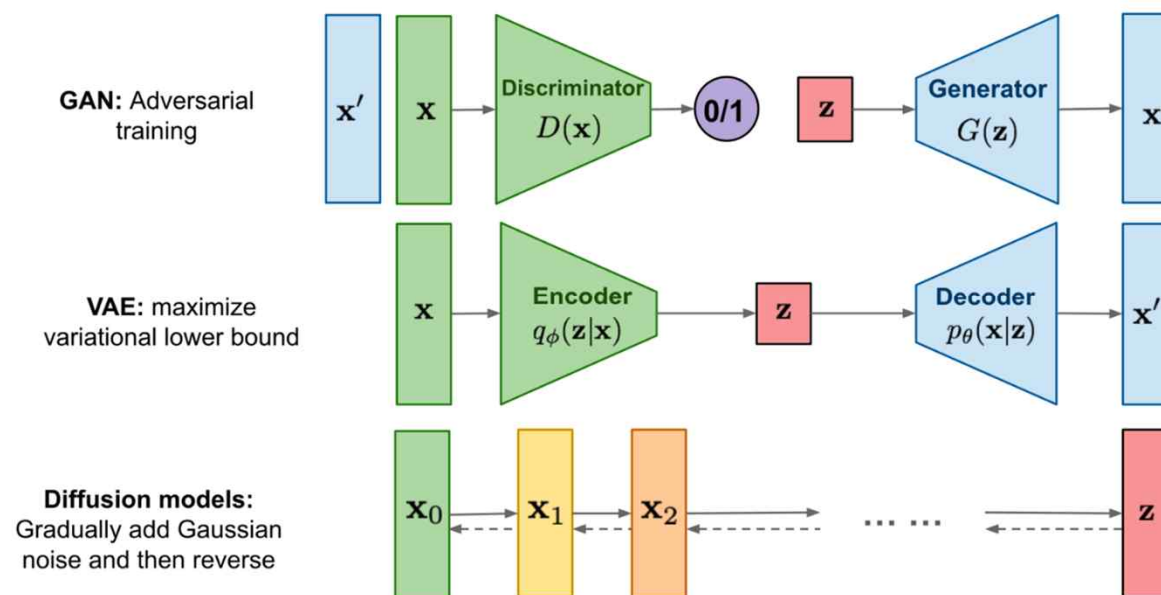 GAN: Adversarial
training
x′
x
Discriminator
D(x)
0/1
z
Generator
G(z)
x
VAE: maximize
variational lower bound
x
Encoder
qϕ(z|x)
z
Decoder
pθ(x|z)
x′
Diffusion models:
Gradually add Gaussian
noise and then reverse
x₀
x₁
x₂
... ...
z